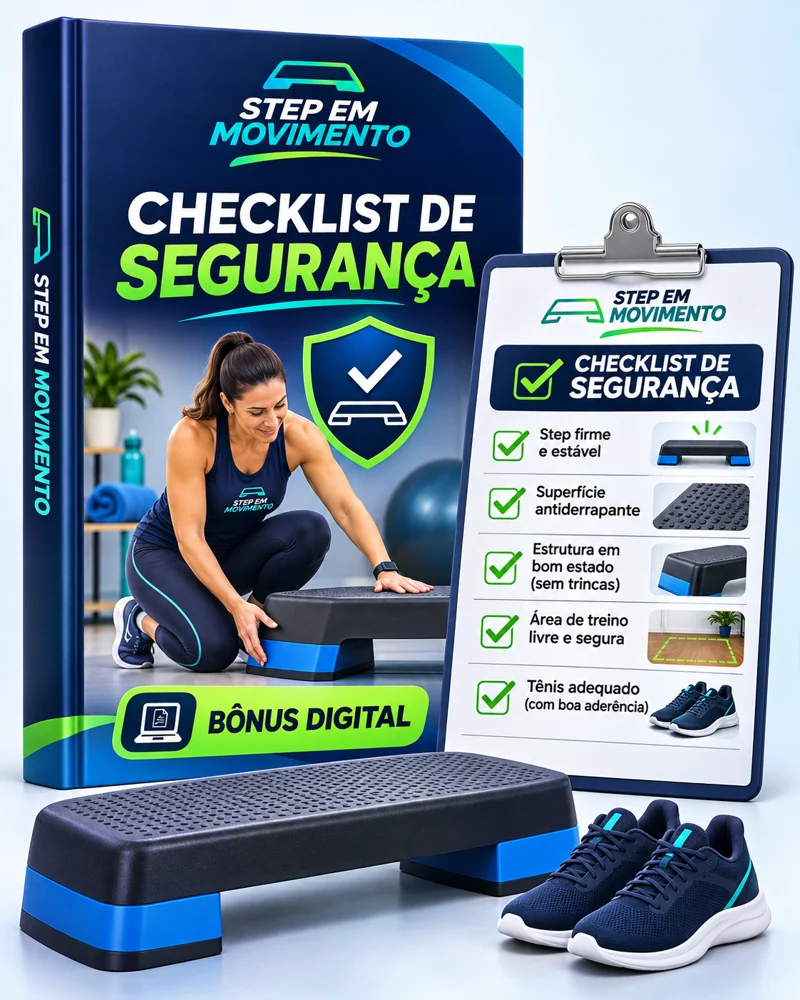 STEP EM
MOVIMENTO
CHECKLIST DE
SEGURANÇA
STEP EM MOVIMENTO
STEP EM
MOVIMENTO
BÔNUS DIGITAL
STEP EM
MOVIMENTO
CHECKLIST DE
SEGURANÇA
Step firme
e estável
Superfície
antiderrapante
Estrutura em
bom estado
(sem trincas)
Área de treino
livre e segura
Tênis adequado
(com boa aderência)